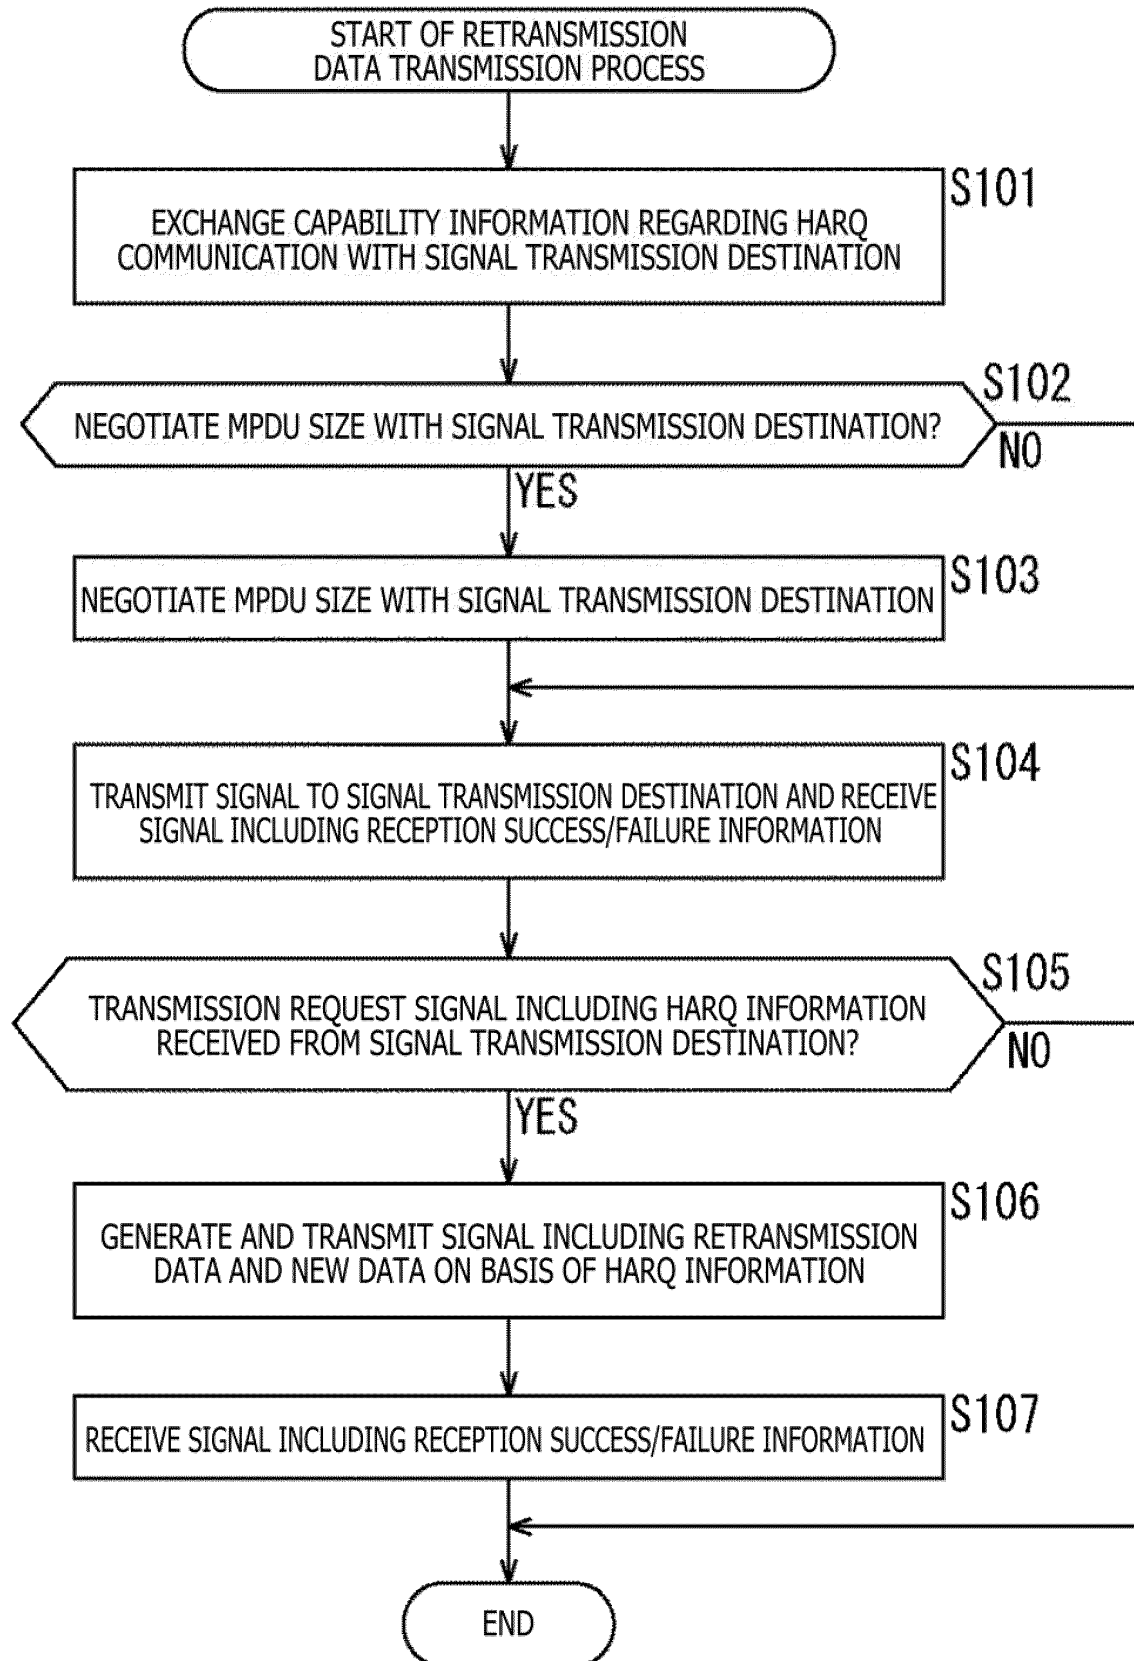 START OF RETRANSMISSION
DATA TRANSMISSION PROCESS
S101
EXCHANGE CAPABILITY INFORMATION REGARDING HARQ
COMMUNICATION WITH SIGNAL TRANSMISSION DESTINATION
S102
NEGOTIATE MPDU SIZE WITH SIGNAL TRANSMISSION DESTINATION?
NO
YES
S103
NEGOTIATE MPDU SIZE WITH SIGNAL TRANSMISSION DESTINATION
S104
TRANSMIT SIGNAL TO SIGNAL TRANSMISSION DESTINATION AND RECEIVE
SIGNAL INCLUDING RECEPTION SUCCESS/FAILURE INFORMATION
S105
TRANSMISSION REQUEST SIGNAL INCLUDING HARQ INFORMATION
RECEIVED FROM SIGNAL TRANSMISSION DESTINATION?
NO
YES
S106
GENERATE AND TRANSMIT SIGNAL INCLUDING RETRANSMISSION
DATA AND NEW DATA ON BASIS OF HARQ INFORMATION
S107
RECEIVE SIGNAL INCLUDING RECEPTION SUCCESS/FAILURE INFORMATION
END